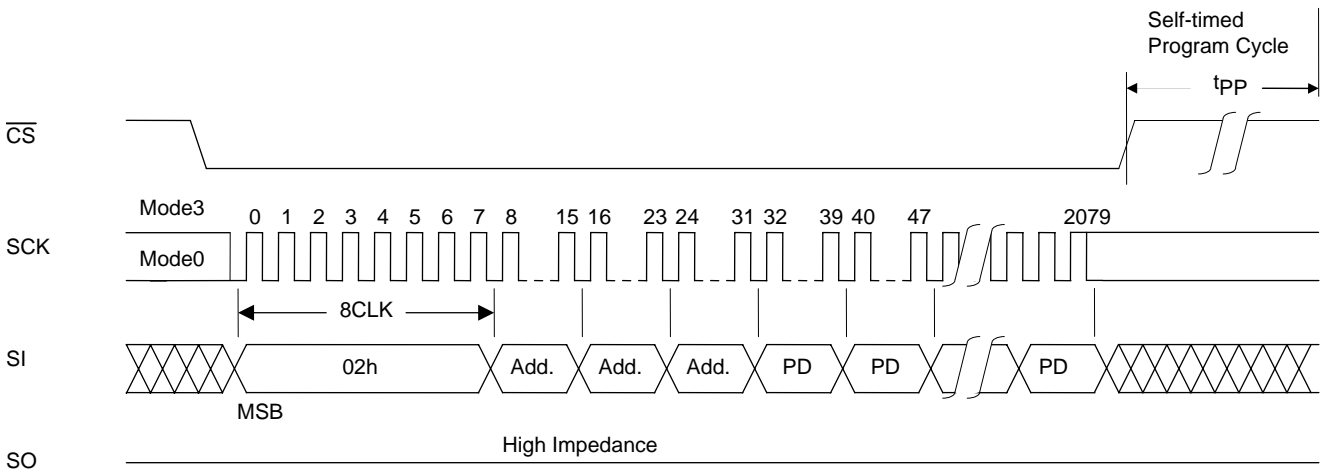 Self-timed
Program Cycle
tPP
CS
Mode3
0 1 2 3 4 5 6 7 8 15 16 23 24 31 32 39 40 47 2079
SCK
Mode0
8CLK
SI
02h Add. Add. Add. PD PD PD
MSB
High Impedance
SO